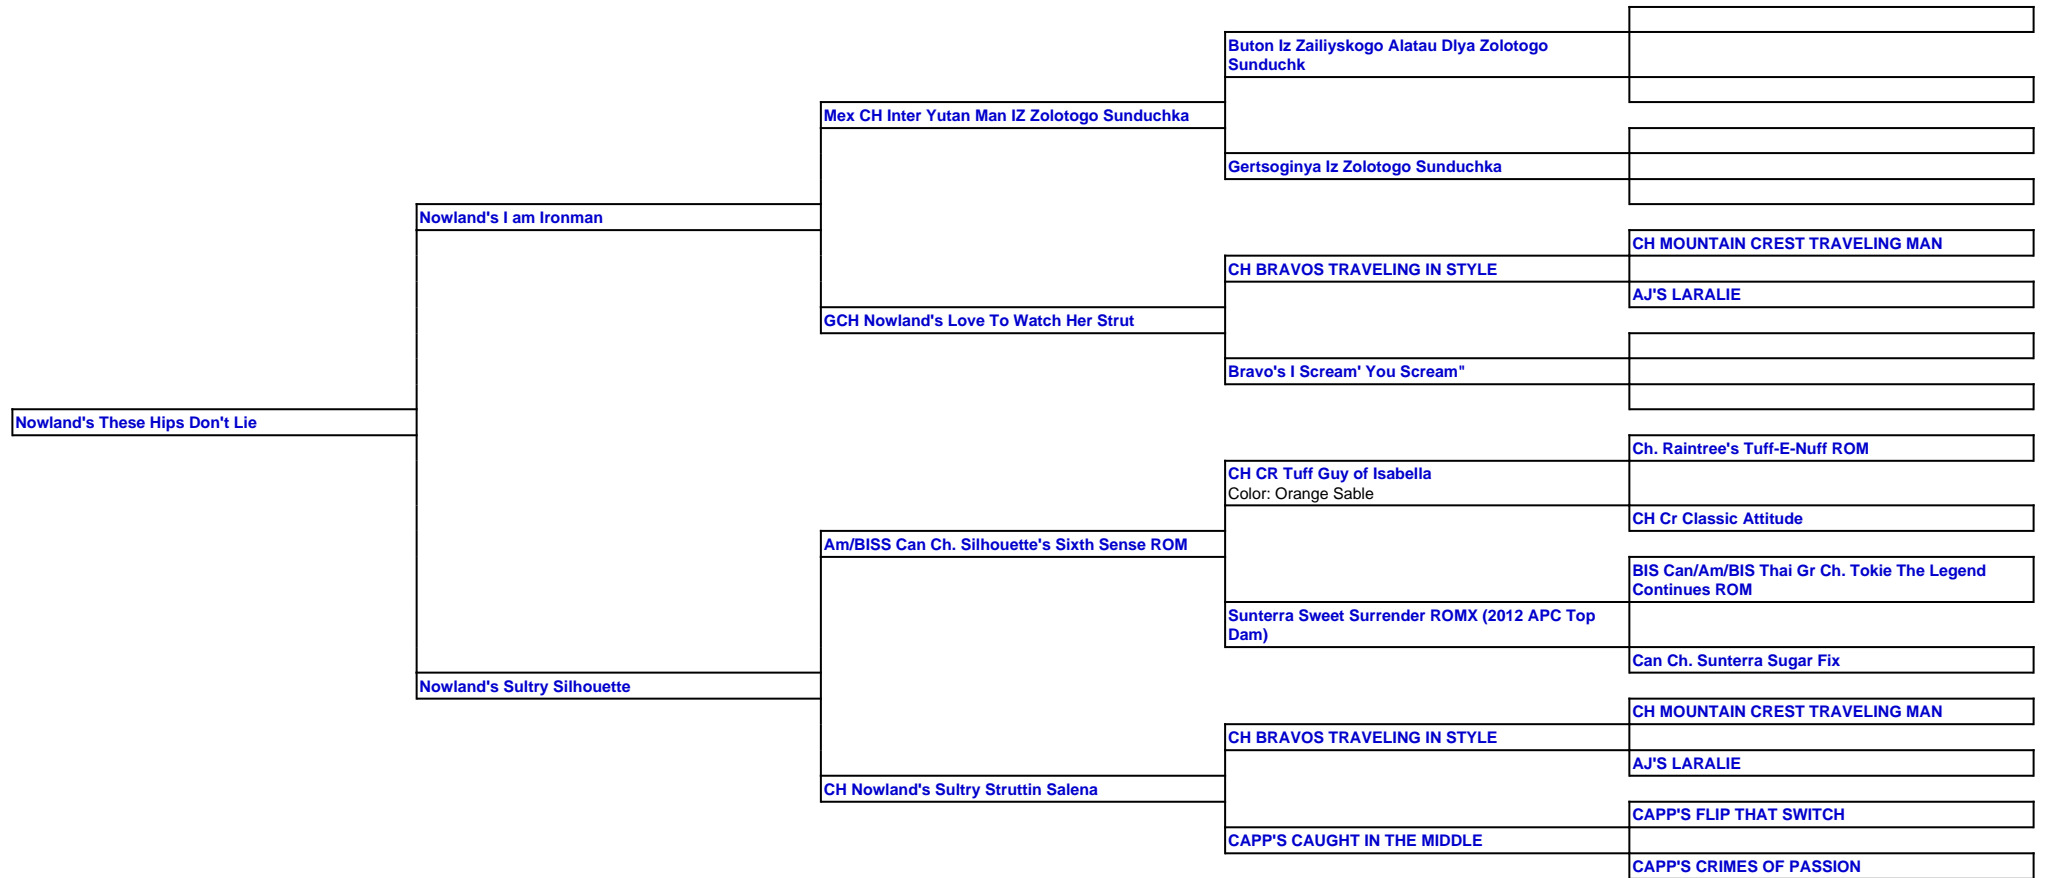 Buton Iz Zailiyskogo Alatau Dlya Zolotogo
Sunduchk
Mex CH Inter Yutan Man IZ Zolotogo Sunduchka
Gertsoginya Iz Zolotogo Sunduchka
Nowland's I am Ironman
CH MOUNTAIN CREST TRAVELING MAN
CH BRAVOS TRAVELING IN STYLE
AJ'S LARALIE
GCH Nowland's Love To Watch Her Strut
Bravo's I Scream' You Scream"
Nowland's These Hips Don't Lie
Ch. Raintree's Tuff-E-Nuff ROM
CH CR Tuff Guy of Isabella
Color: Orange Sable
CH Cr Classic Attitude
Am/BISS Can Ch. Silhouette's Sixth Sense ROM
BIS Can/Am/BIS Thai Gr Ch. Tokie The Legend
Continues ROM
Sunterra Sweet Surrender ROMX (2012 APC Top
Dam)
Can Ch. Sunterra Sugar Fix
Nowland's Sultry Silhouette
CH MOUNTAIN CREST TRAVELING MAN
CH BRAVOS TRAVELING IN STYLE
AJ'S LARALIE
CH Nowland's Sultry Struttin Salena
CAPP'S FLIP THAT SWITCH
CAPP'S CAUGHT IN THE MIDDLE
CAPP'S CRIMES OF PASSION